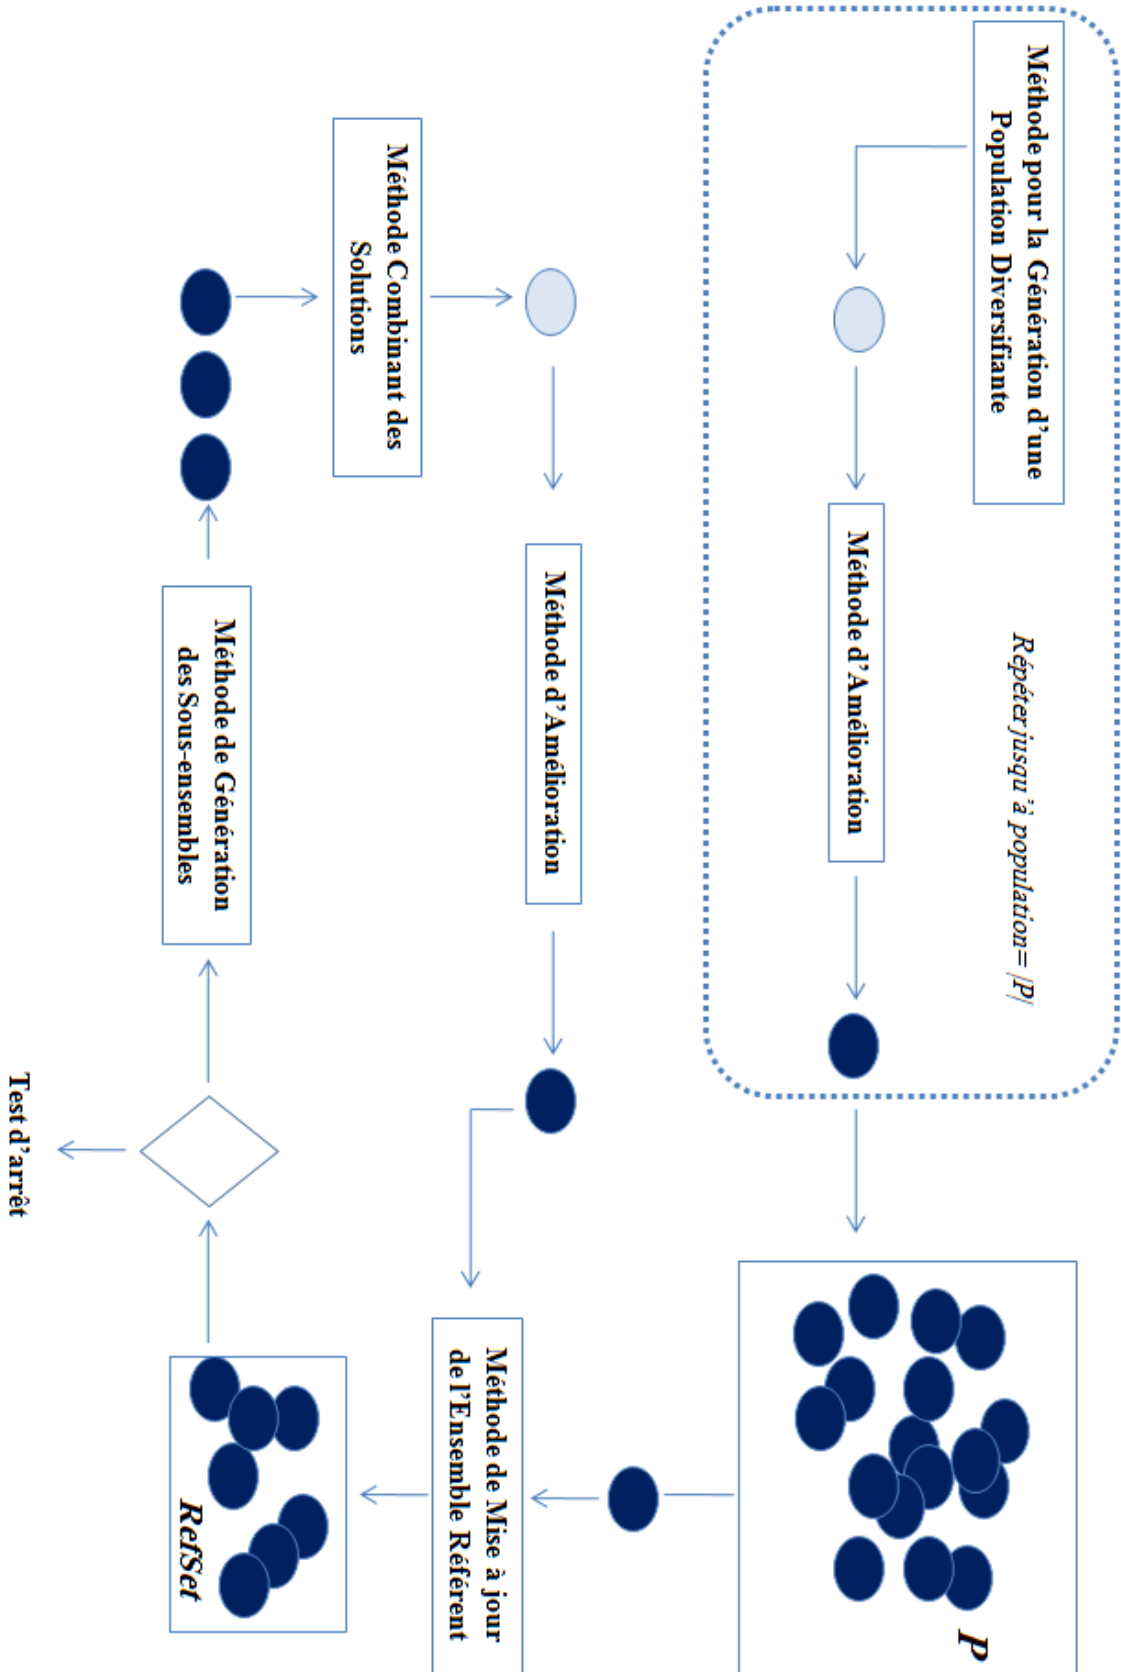 Méthode pour la Génération d'une
Population Diversifiante
Répéter jusqu'à population= |P|
Méthode d'Amélioration
P
Méthode Combinant des
Solutions
Méthode d'Amélioration
Méthode de Mise à jour
de l'Ensemble Référent
Méthode de Génération
des Sous-ensembles
RefSet
Test d'arrêt